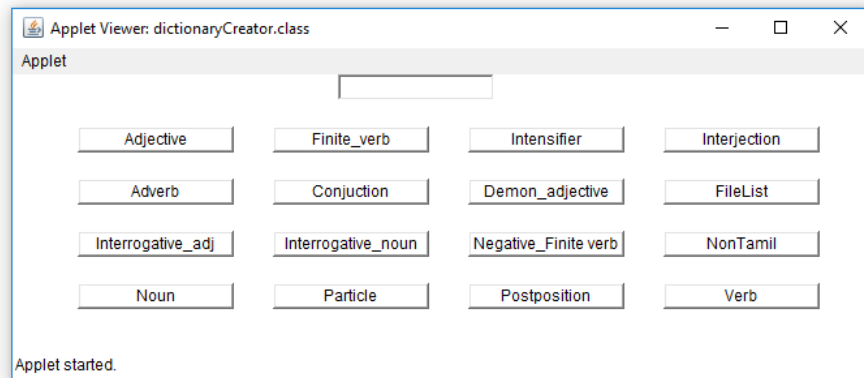 Applet Viewer: dictionaryCreator.class
Applet
Adjective Finite_verb Intensifier Interjection
Adverb Conjuction Demon_adjective FileList
Interrogative_adj Interrogative_noun Negative_Finite verb NonTamil
Noun Particle Postposition Verb
Applet started.